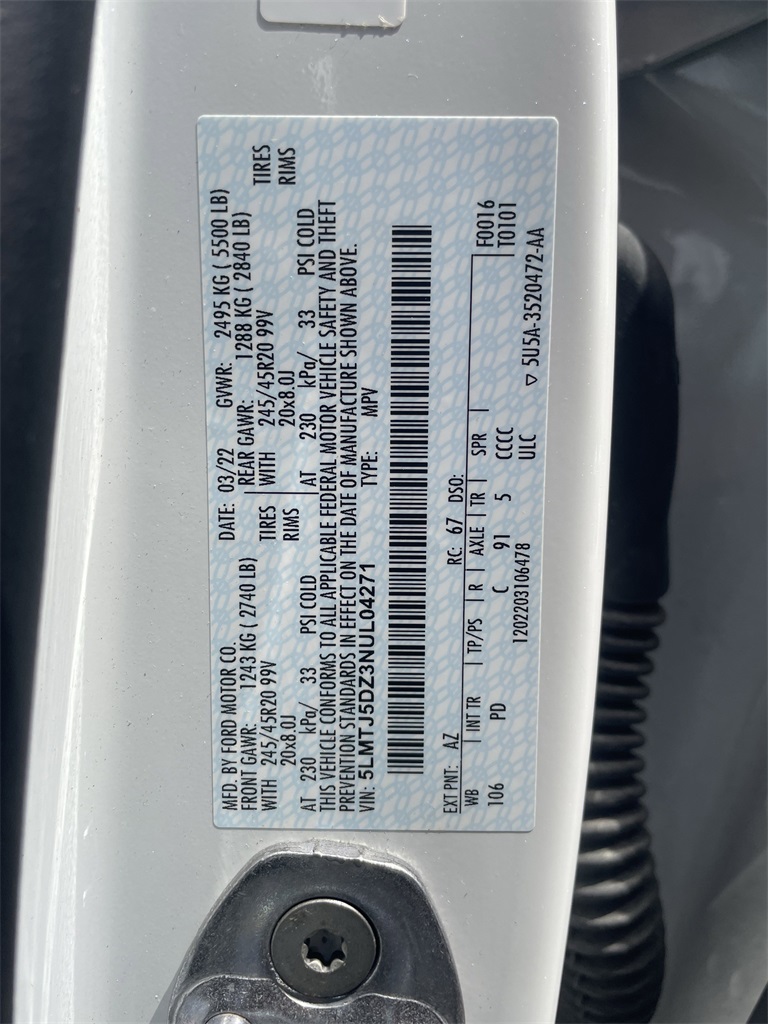 MFD. BY FORD MOTOR CO. DATE: 03/22 GVWR: 2495 KG ( 5500 LB)
FRONT GAWR: 1243 KG ( 2740 LB) REAR GAWR: 1288 KG ( 2840 LB)
WITH 245/45R20 99V TIRES WITH 245/45R20 99V TIRES
20x8.0J RIMS 20x8.0J RIMS
AT 230 kPa/ 33 PSI COLD AT 230 kPa/ 33 PSI COLD
THIS VEHICLE CONFORMS TO ALL APPLICABLE FEDERAL MOTOR VEHICLE SAFETY AND THEFT
PREVENTION STANDARDS IN EFFECT ON THE DATE OF MANUFACTURE SHOWN ABOVE.
VIN: 5LMTJ5DZ3NUL04271 TYPE: MPV
EXT PNT: AZ RC: 67 DSO:
WB INT TR TP/PS R AXLE TR SPR F0016
106 PD C 91 5 CCCC T0101
1202203106478 ULC
5U5A-3520472-AA